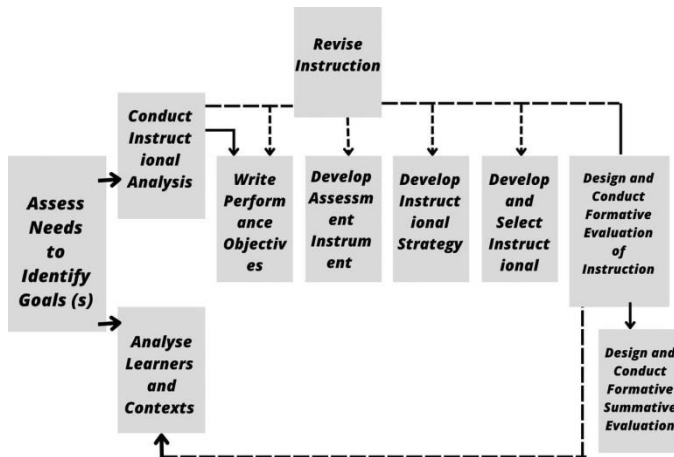 Revise
Instruction
Conduct
Instruct
ional
Analysis
Assess
Needs
to
Identify
Goals (s)
Write
Perform
ance
Objectiv
es
Develop
Assessm
ent
Instrum
ent
Develop
Instruct
ional
Strategy
Develop
and
Select
Instruct
ional
Design and
Conduct
Formative
Evaluation
of
Instruction
Analyse
Learners
and
Contexts
Design and
Conduct
Formative
Summative
Evaluation